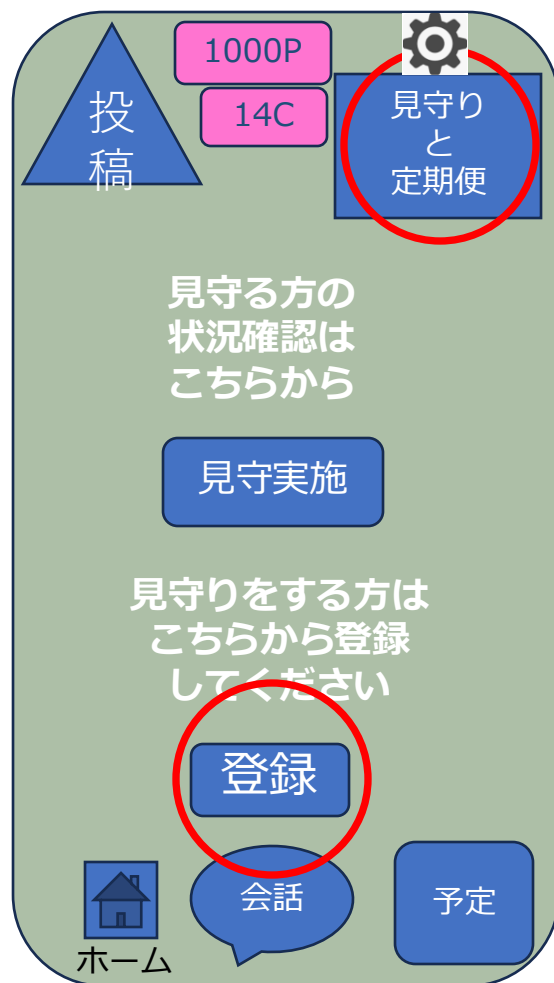 投
稿
1000P
14C
見守り
と
定期便
見守る方の
状況確認は
こちらから
見守実施
見守りをする方は
こちらから登録
してください
登録
会話
予定
ホーム